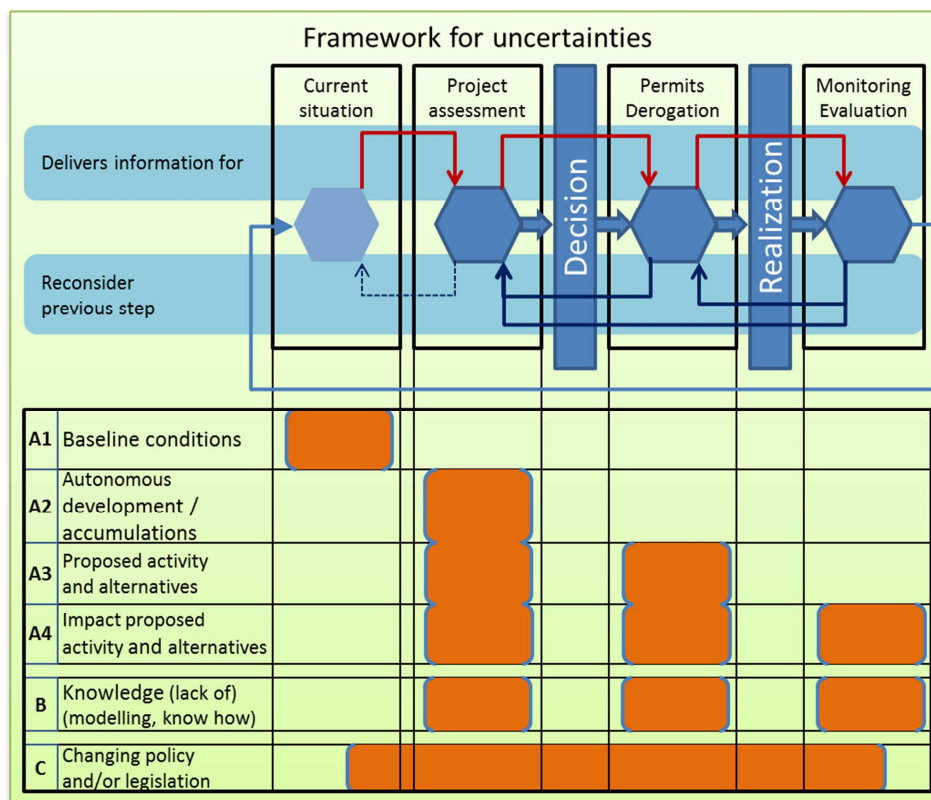 Framework for uncertainties
Current
situation
Project
assessment
Permits
Derogation
Monitoring
Evaluation
Delivers information for
Decision
Realization
Reconsider
previous step
A1
Baseline conditions
A2
Autonomous
development /
accumulations
A3
Proposed activity
and alternatives
A4
Impact proposed
activity and alternatives
B
Knowledge (lack of)
(modelling, know how)
C
Changing policy
and/or legislation